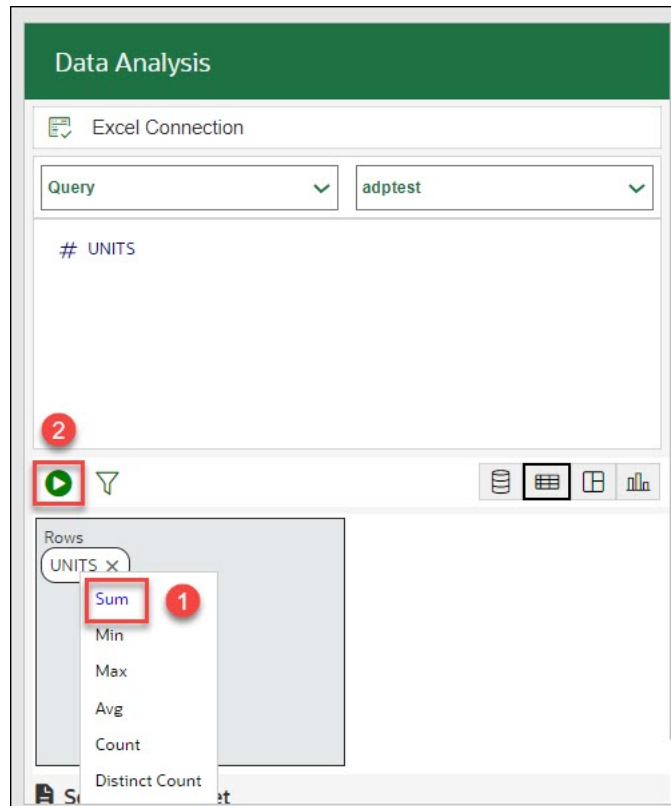 Data Analysis
Excel Connection
Query
adptest
# UNITS
2
Rows
UNITS ×
Sum
1
Min
Max
Avg
Count
Distinct Count